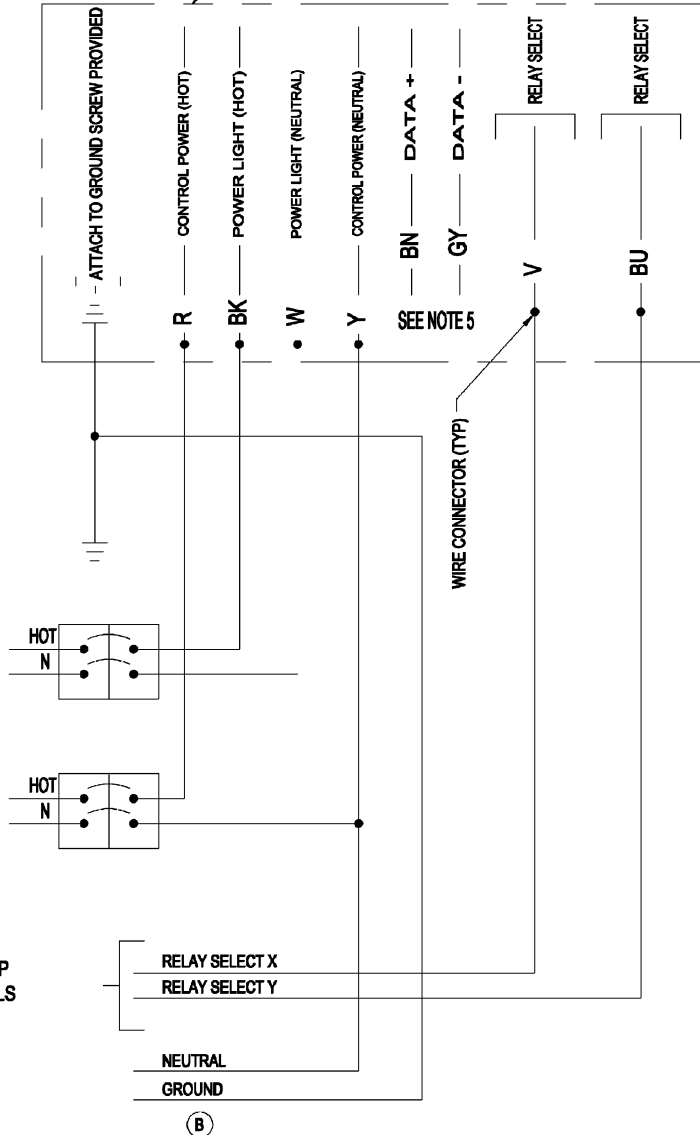 ATTACH TO GROUND SCREW PROVIDED
CONTROL POWER (HOT)
POWER LIGHT (HOT)
POWER LIGHT (NEUTRAL)
CONTROL POWER (NEUTRAL)
DATA +
DATA -
RELAY SELECT
RELAY SELECT
R
BK
W
Y
BN
GY
V
BU
SEE NOTE 5
WIRE CONNECTOR (TYP)
HOT
N
HOT
N
P
LS
RELAY SELECT X
RELAY SELECT Y
NEUTRAL
GROUND
B